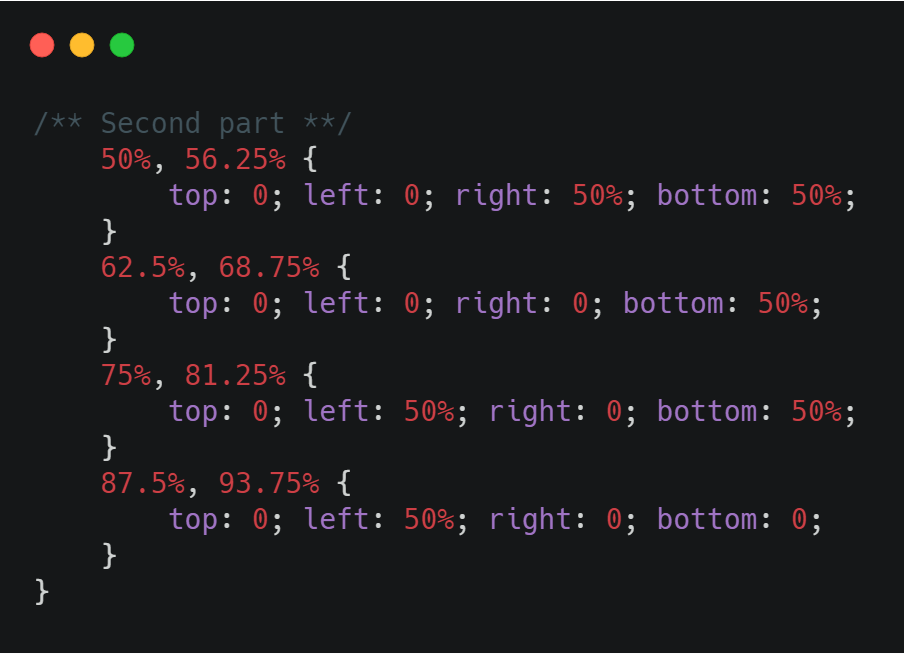 /** Second part **/
    50%, 56.25% {
        top: 0; left: 0; right: 50%; bottom: 50%;
    }
    62.5%, 68.75% {
        top: 0; left: 0; right: 0; bottom: 50%;
    }
    75%, 81.25% {
        top: 0; left: 50%; right: 0; bottom: 50%;
    }
    87.5%, 93.75% {
        top: 0; left: 50%; right: 0; bottom: 0;
    }
}